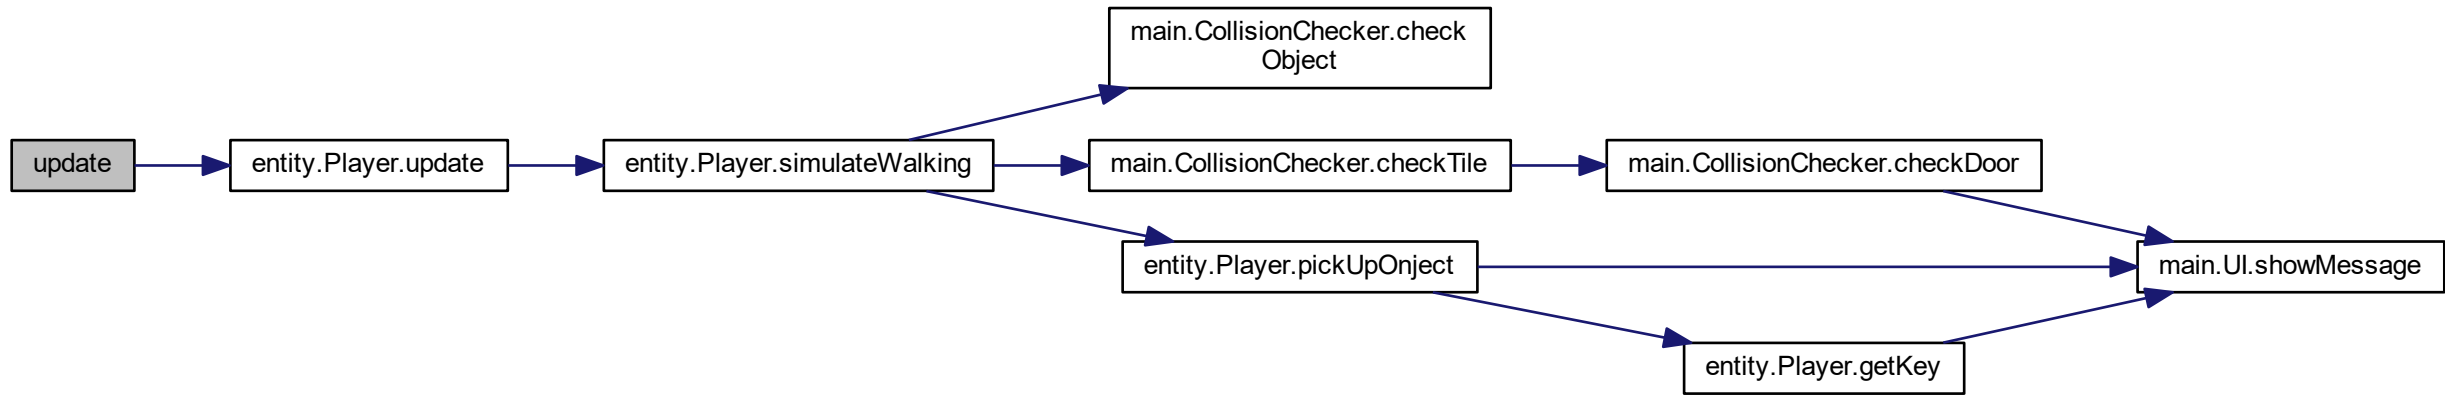 main.CollisionChecker.check
Object
update
entity.Player.update
entity.Player.simulateWalking
main.CollisionChecker.checkTile
main.CollisionChecker.checkDoor
entity.Player.pickUpOnject
main.UI.showMessage
entity.Player.getKey